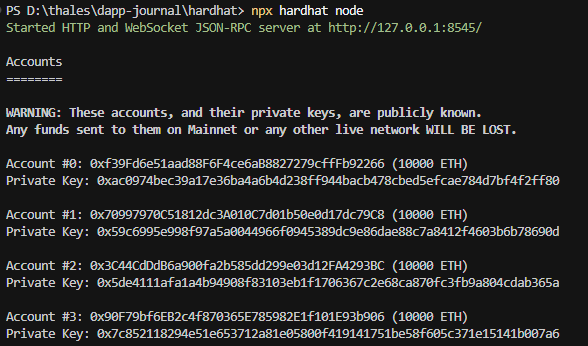 PS D:\thales\dapp-journal\hardhat> npx hardhat node
Started HTTP and WebSocket JSON-RPC server at http://127.0.0.1:8545/
Accounts
========
WARNING: These accounts, and their private keys, are publicly known.
Any funds sent to them on Mainnet or any other live network WILL BE LOST.
Account #0: 0xf39Fd6e51aad88F6F4ce6aB8827279cffFb92266 (10000 ETH)
Private Key: 0xac0974bec39a17e36ba4a6b4d238ff944bacb478cbed5efcae784d7bf4f2ff80
Account #1: 0x70997970C51812dc3A010C7d01b50e0d17dc79C8 (10000 ETH)
Private Key: 0x59c6995e998f97a5a0044966f0945389dc9e86dae88c7a8412f4603b6b78690d
Account #2: 0x3C44CdDdB6a900fa2b585dd299e03d12FA4293BC (10000 ETH)
Private Key: 0x5de4111afa1a4b94908f83103eb1f1706367c2e68ca870fc3fb9a804cdab365a
Account #3: 0x90F79bf6EB2c4f870365E785982E1f101E93b906 (10000 ETH)
Private Key: 0x7c852118294e51e653712a81e05800f419141751be58f605c371e15141b007a6